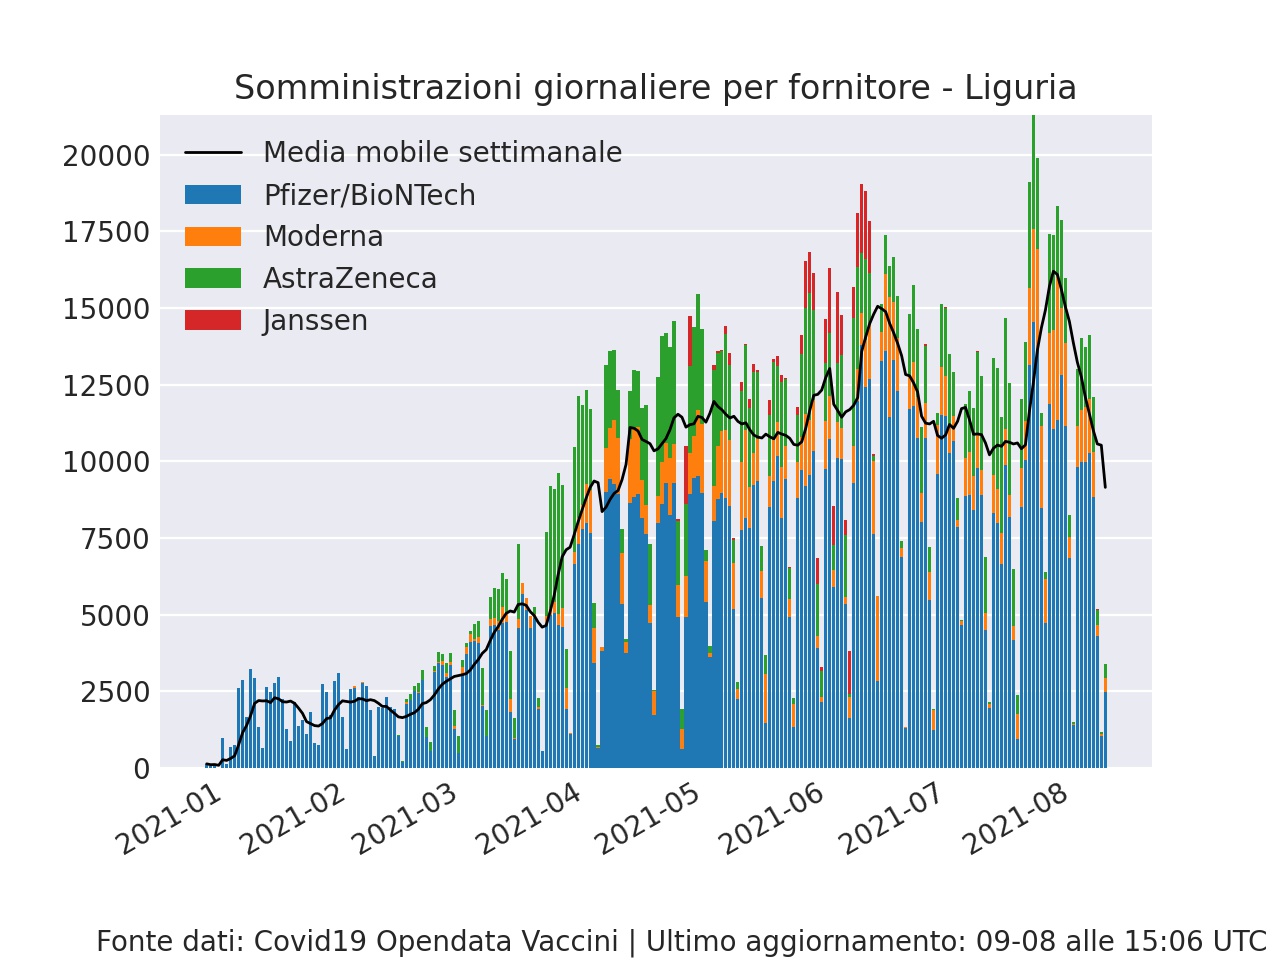 Somministrazioni giornaliere per fornitore - Liguria
Media mobile settimanale
Pfizer/BioNTech
Moderna
AstraZeneca
Janssen
20000
17500
15000
12500
10000
7500
5000
2500
0
2021-01
2021-02
2021-03
2021-04
2021-05
2021-06
2021-07
2021-08
Fonte dati: Covid19 Opendata Vaccini | Ultimo aggiornamento: 09-08 alle 15:06 UTC